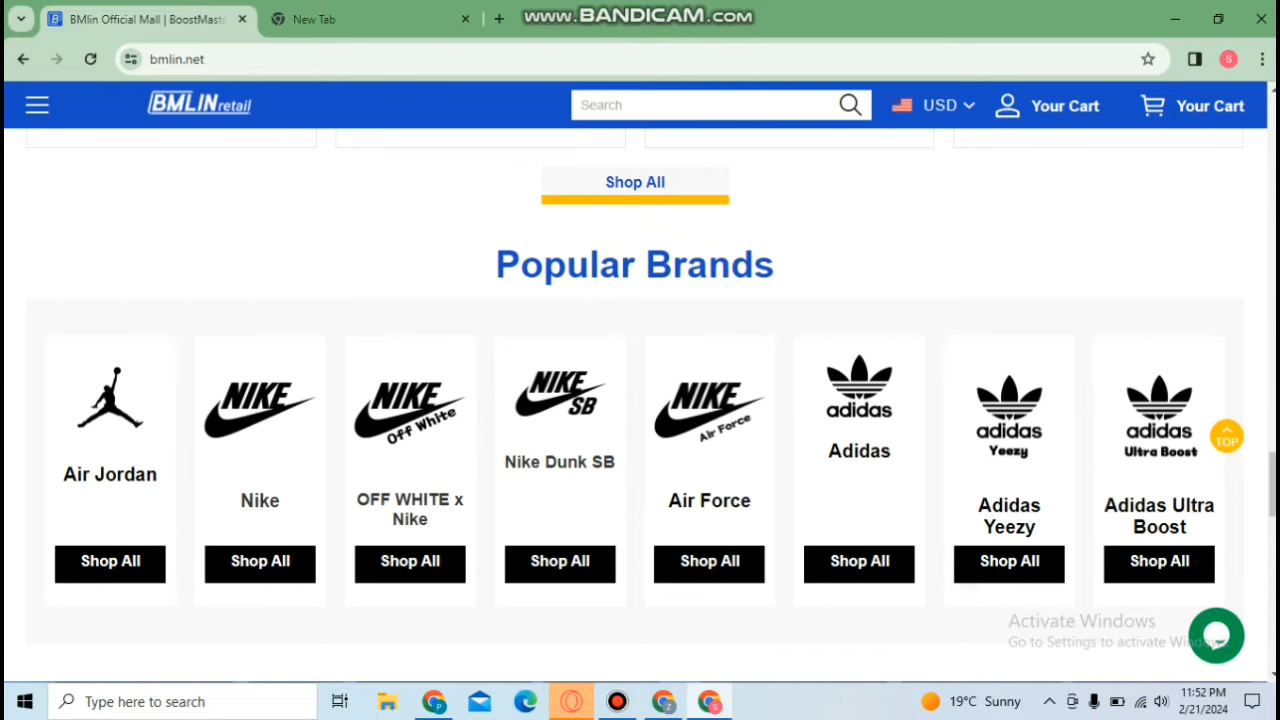 BMlin Official Mall | BoostMaste
New Tab
www.BANDICAM.com
bmlin.net
S
BMLIN retail
Search
USD
Your Cart
Your Cart
Shop All
Popular Brands
NIKE
NIKE
Off White
NIKE
SB
NIKE
Air Force
adidas
adidas
Yeezy
adidas
Ultra Boost
TOP
Air Jordan
Nike
OFF WHITE x
Nike
Nike Dunk SB
Air Force
Adidas
Adidas
Yeezy
Adidas Ultra
Boost
Shop All
Shop All
Shop All
Shop All
Shop All
Shop All
Shop All
Shop All
Activate Windows
Go to Settings to activate Windows.
Type here to search
P
Z
S
19°C Sunny
11:52 PM
2/21/2024